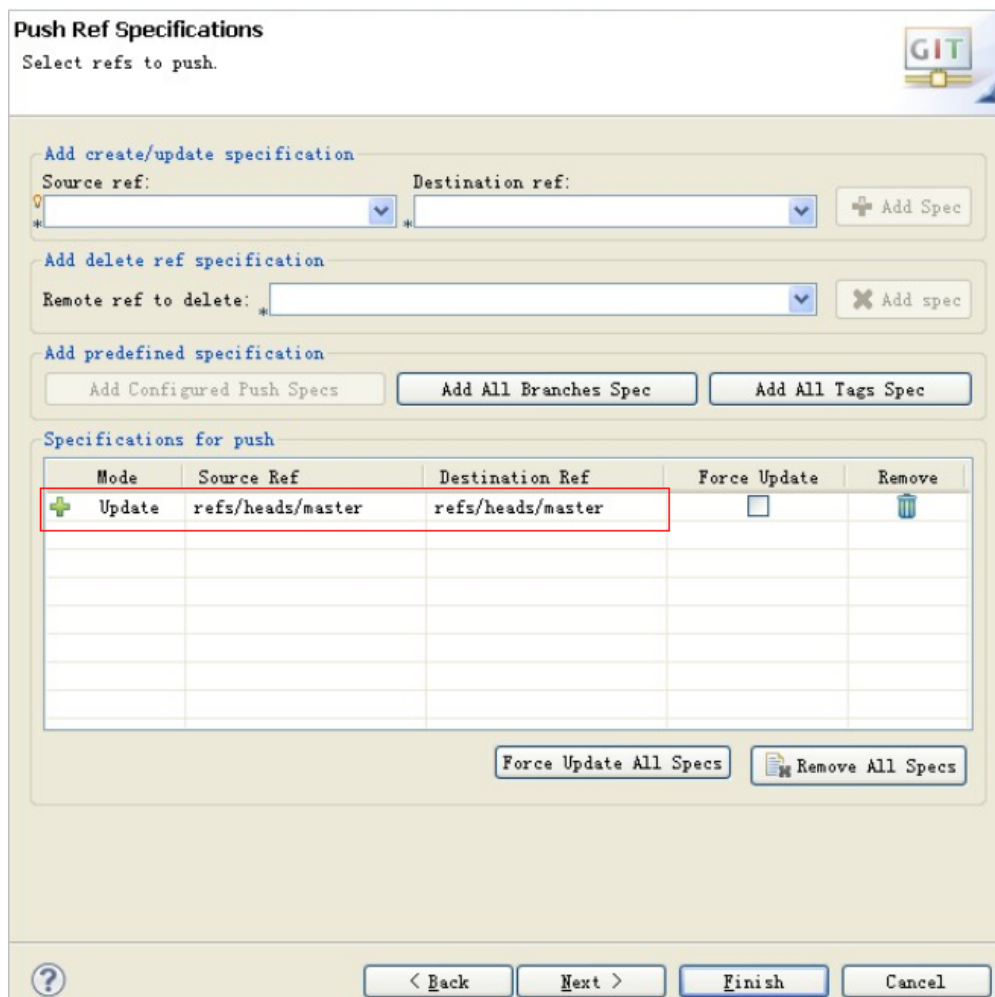 Push Ref Specifications
Select refs to push.
GIT
Add create/update specification
Source ref: Destination ref:
* * Add Spec
Add delete ref specification
Remote ref to delete: * Add spec
Add predefined specification
Add Configured Push Specs Add All Branches Spec Add All Tags Spec
Specifications for push
Mode Source Ref Destination Ref Force Update Remove
Update refs/heads/master refs/heads/master
Force Update All Specs Remove All Specs
? < Back Next > Finish Cancel